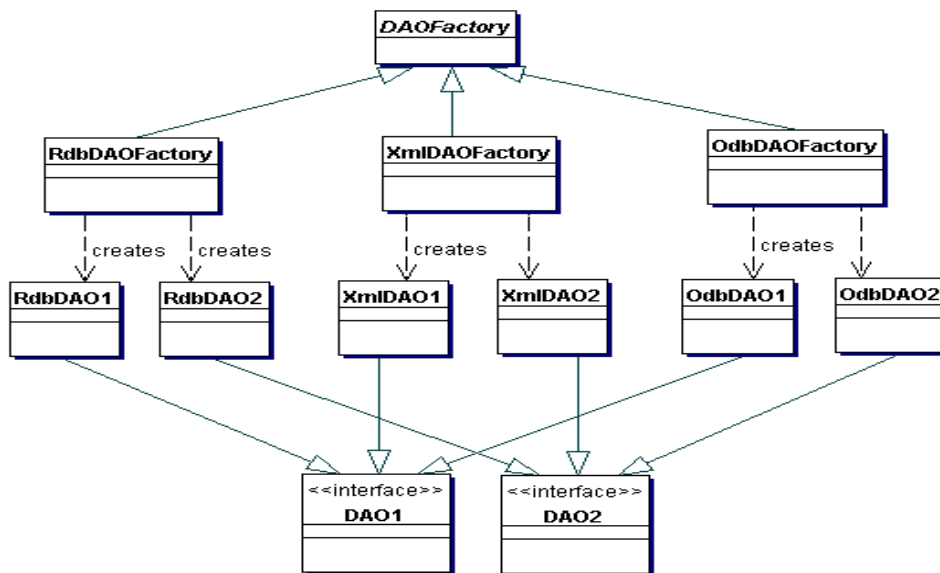 DAOFactory
RdbDAOFactory
XmlDAOFactory
OdbDAOFactory
creates
creates
creates
creates
RdbDAO1
RdbDAO2
XmlDAO1
XmlDAO2
OdbDAO1
OdbDAO2
<<interface>>
DAO1
<<interface>>
DAO2